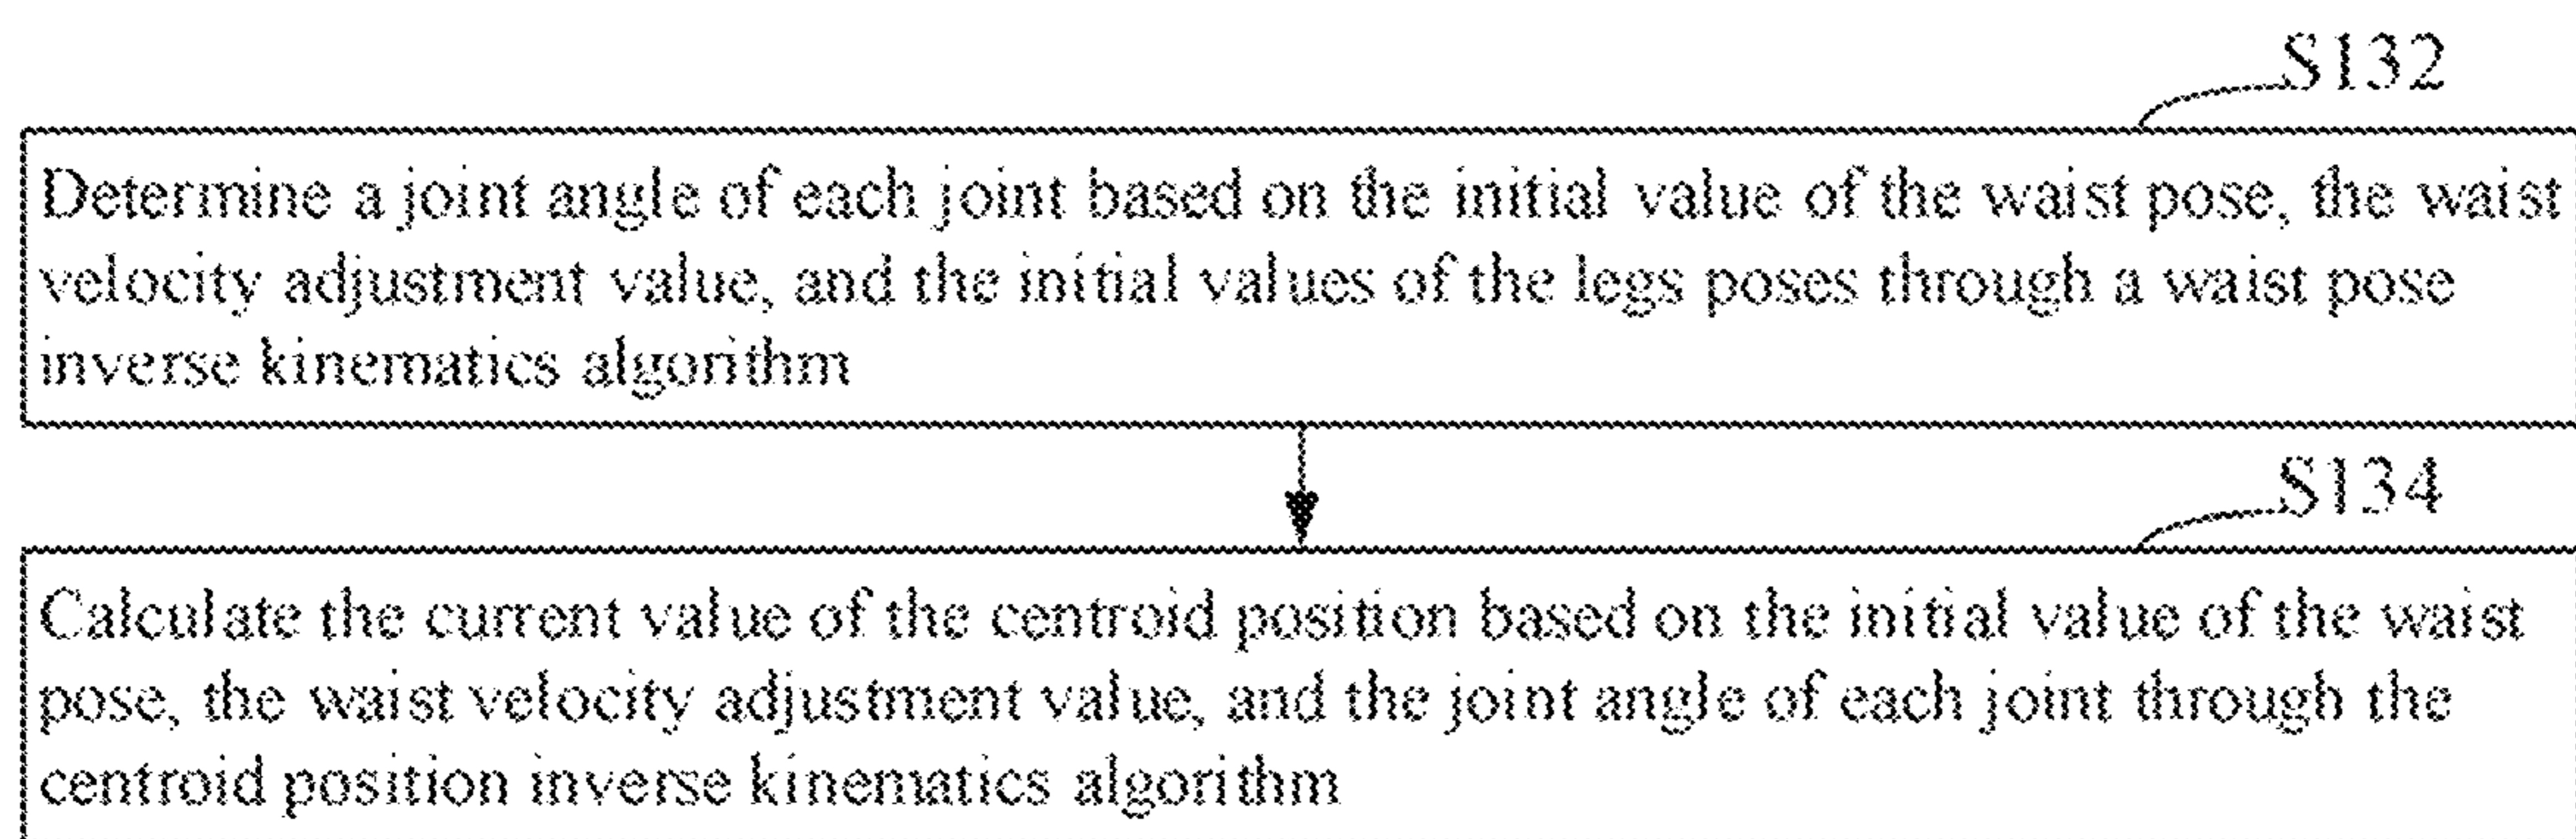 S132
Determine a joint angle of each joint based on the initial value of the waist pose, the waist
velocity adjustment value, and the initial values of the legs poses through a waist pose
inverse kinematics algorithm
S134
Calculate the current value of the centroid position based on the initial value of the waist
pose, the waist velocity adjustment value, and the joint angle of each joint through the
centroid position inverse kinematics algorithm